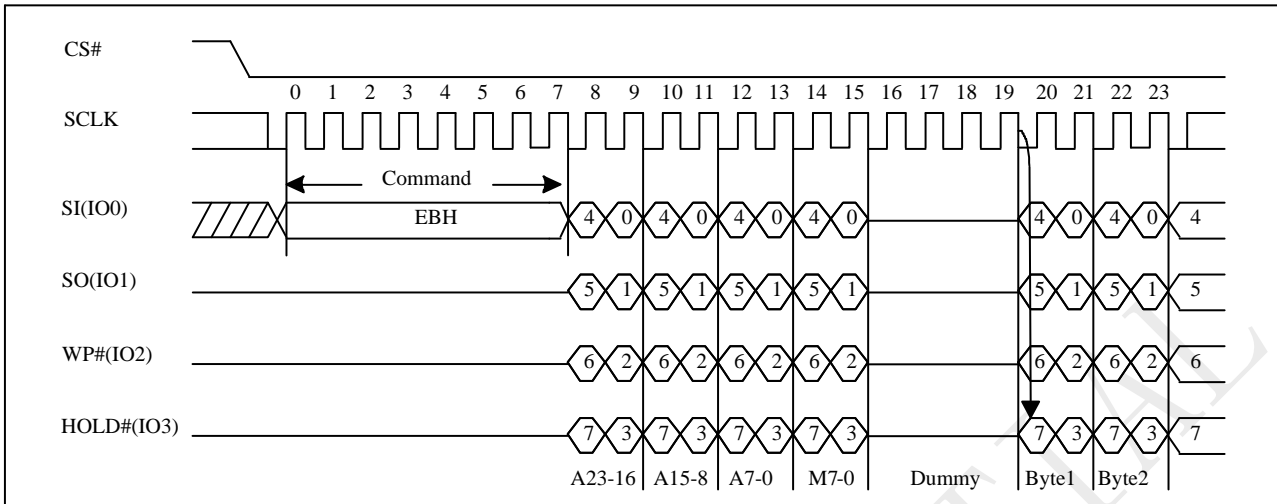 CS#
0 1 2 3 4 5 6 7 8 9 10 11 12 13 14 15 16 17 18 19 20 21 22 23
SCLK
Command
SI(IO0) EBH 4 0 4 0 4 0 4 0 4 0 4 0 4
SO(IO1) 5 1 5 1 5 1 5 1 5 1 5 1 5
WP#(IO2) 6 2 6 2 6 2 6 2 6 2 6 2 6
HOLD#(IO3) 7 3 7 3 7 3 7 3 7 3 7 3 7
A23-16 A15-8 A7-0 M7-0 Dummy Byte1 Byte2